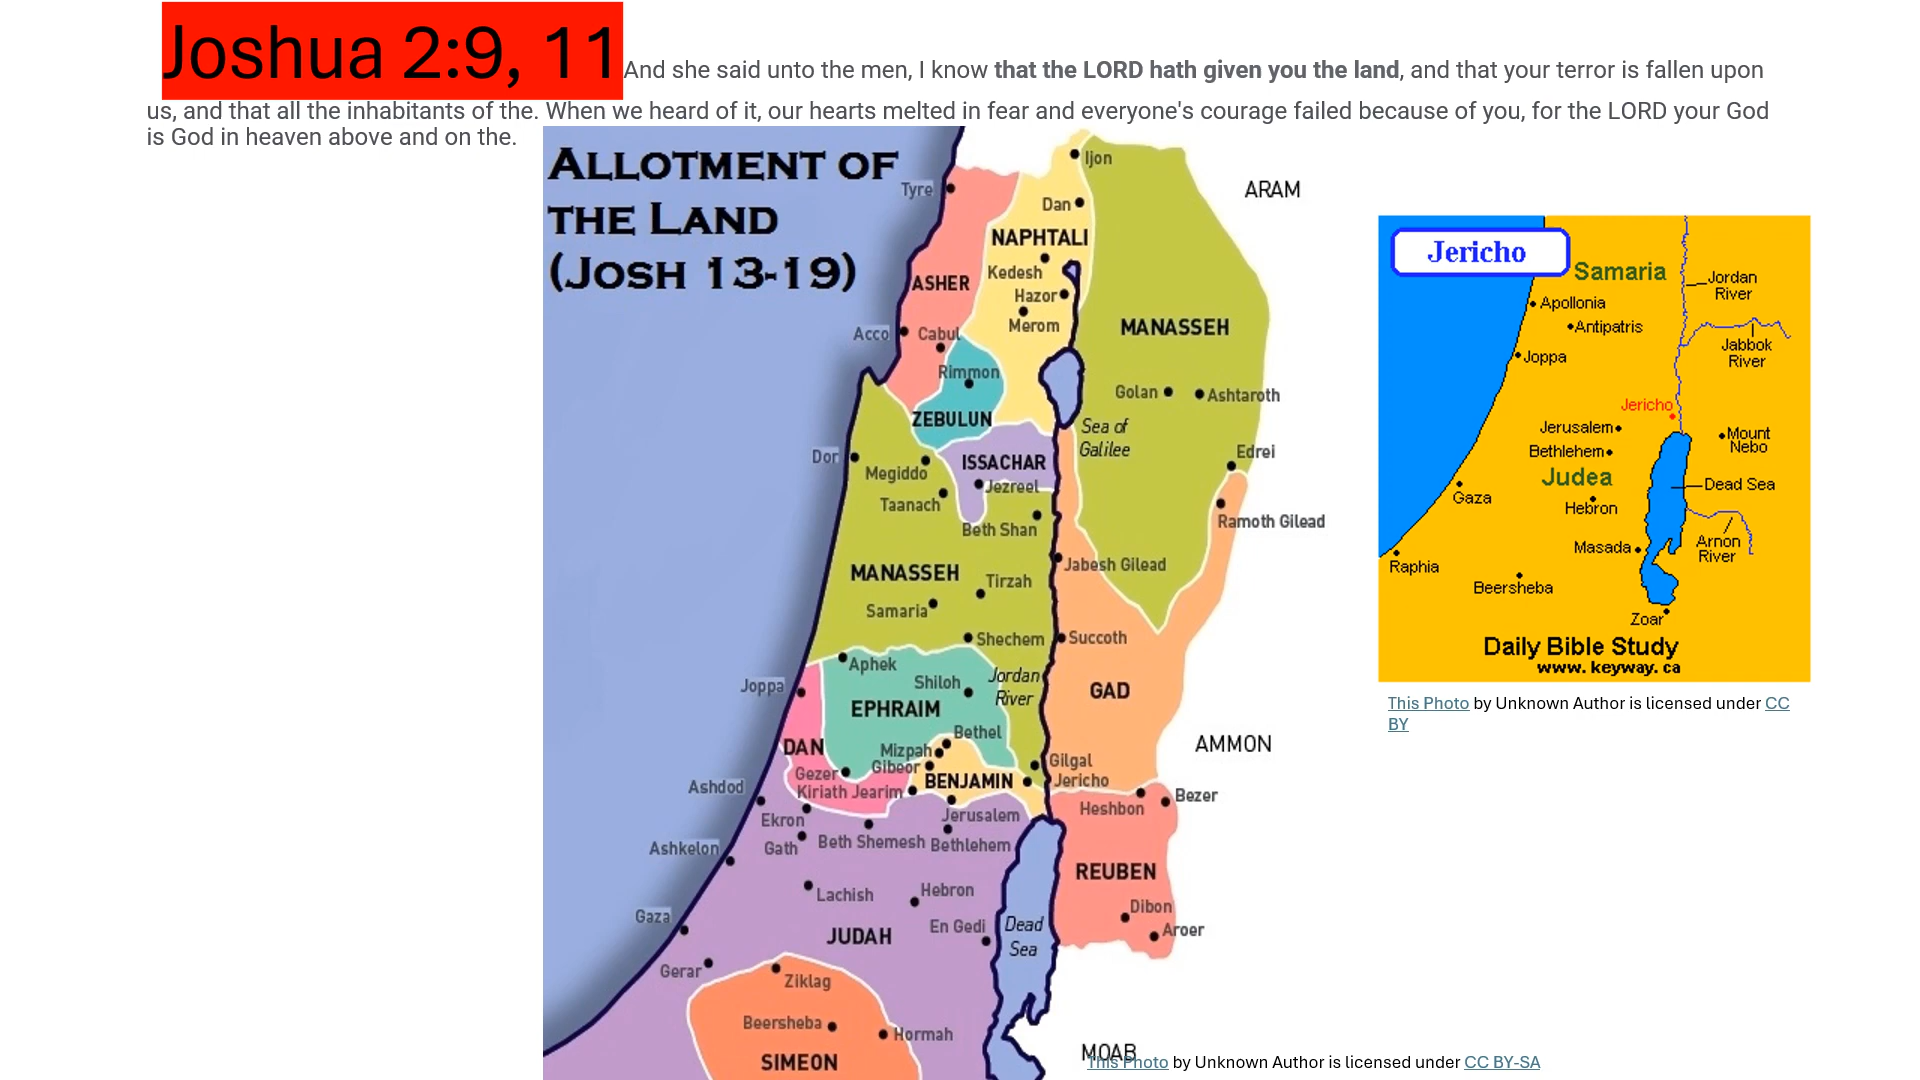 Joshua 2:9, 11 And she said unto the men, I know that the LORD hath given you the land, and that your terror is fallen upon
us, and that all the inhabitants of the. When we heard of it, our hearts melted in fear and everyone's courage failed because of you, for the LORD your God
is God in heaven above and on the.
ALLOTMENT OF
THE LAND
(JOSH 13-19)
Ijon
Tyre
ARAM
Dan
NAPHTALI
Kedesh
ASHER
Hazor
Merom
MANASSEH
Acco
Cabul
Rimmon
Golan
Ashtaroth
ZEBULUN
Sea of
Galilee
Dor
Edrei
Megiddo
ISSACHAR
Jezreel
Taanach
Ramoth Gilead
Beth Shan
Jabesh Gilead
MANASSEH
Tirzah
Samaria
Shechem
Succoth
Aphek
Jordan
River
Joppa
Shiloh
GAD
EPHRAIM
Bethel
DAN
Mizpah
AMMON
Gibeor
Gilgal
Gezer
BENJAMIN
Jericho
Ashdod
Kiriath Jearim
Heshbon
Bezer
Ekron
Jerusalem
Gath
Beth Shemesh
Bethlehem
Ashkelon
REUBEN
Lachish
Hebron
Dibon
Gaza
En Gedi
Dead
Sea
Aroer
JUDAH
Gerar
Ziklag
Beersheba
Hormah
SIMEON
MOAB
This Photo by Unknown Author is licensed under CC BY-SA
Jericho
Samaria
Jordan
River
Apollonia
Antipatris
Jabbok
River
Joppa
Jericho
Jerusalem
Mount
Nebo
Bethlehem
Judea
Dead Sea
Gaza
Hebron
Masada
Arnon
River
Raphia
Beersheba
Zoar
Daily Bible Study
www.keyway.ca
This Photo by Unknown Author is licensed under CC
BY